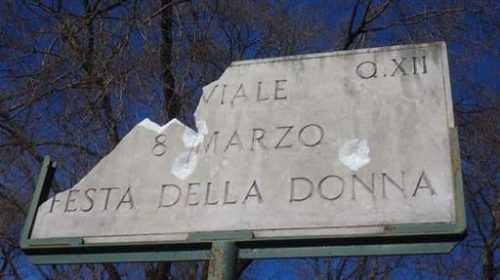 Q.XII
VIALE
8 MARZO
FESTA DELLA DONNA